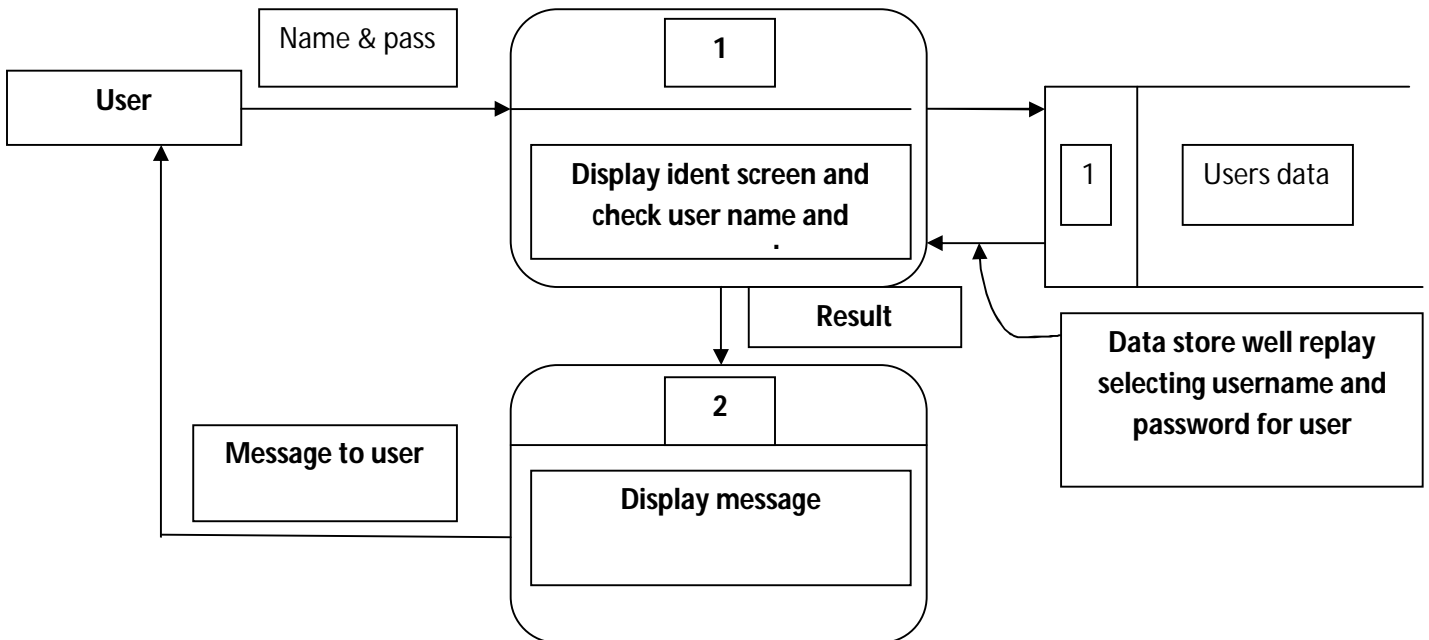 Name & pass
User
1
Display ident screen and
check user name and
.
1
Users data
Result
Data store well replay
selecting username and
password for user
2
Message to user
Display message